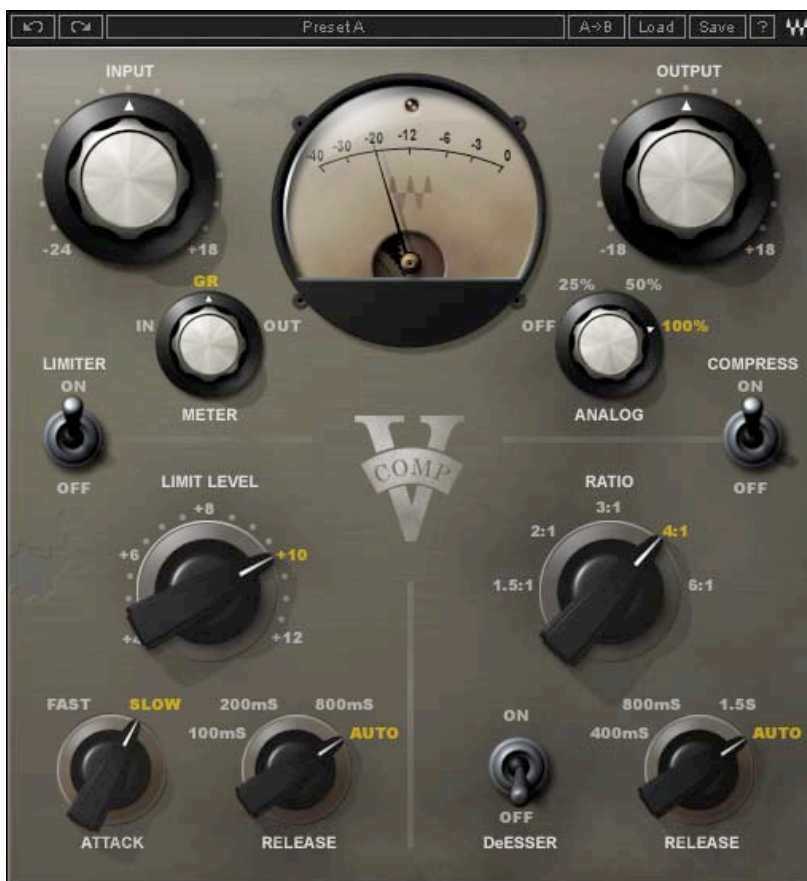 Preset A A→B Load Save ?
INPUT OUTPUT
-40 -30 -20 -12 -6 -3 0
-24 +18 -18 +18
GR 25% 50%
IN OUT OFF 100%
LIMITER COMPRESS
ON ON
METER ANALOG
OFF OFF
V COMP
LIMIT LEVEL RATIO
+8 3:1
+6 +10 2:1 4:1
1.5:1 6:1
+4 +12
FAST SLOW 200mS 800mS ON 800mS 1.5S
100mS AUTO 400mS AUTO
OFF
ATTACK RELEASE DeESSER RELEASE